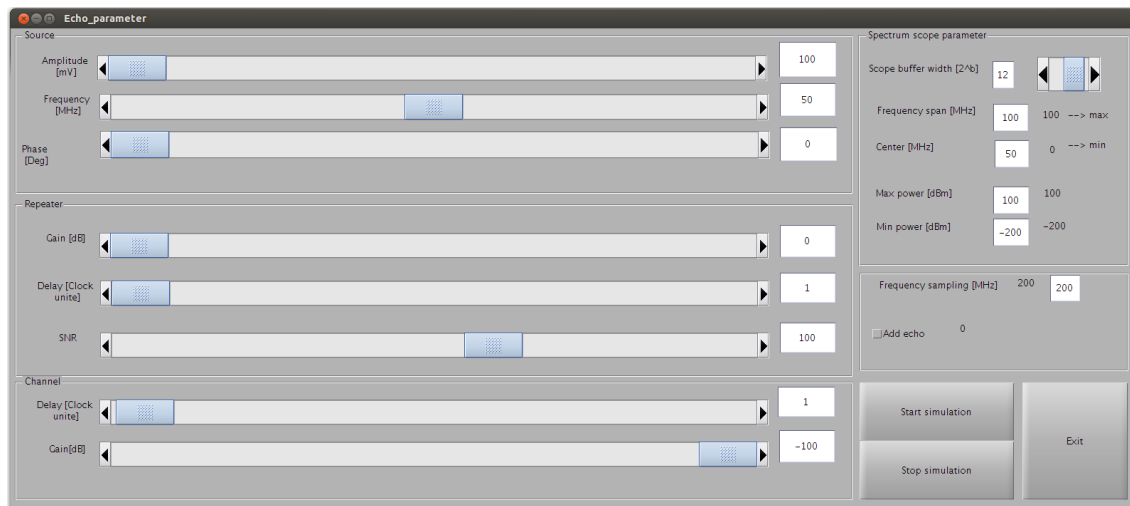 Echo_parameter
Source
Amplitude
[mV]
100
Frequency
[MHz]
50
Phase
[Deg]
0
Repeater
Gain [dB]
0
Delay [Clock
unite]
1
SNR
100
Channel
Delay [Clock
unite]
1
Gain[dB]
-100
Spectrum scope parameter
Scope buffer width [2^b]
12
Frequency span [MHz]
100
100 --> max
Center [MHz]
50
0 --> min
Max power [dBm]
100
100
Min power [dBm]
-200
-200
Frequency sampling [MHz]
200
200
Add echo
0
Start simulation
Stop simulation
Exit